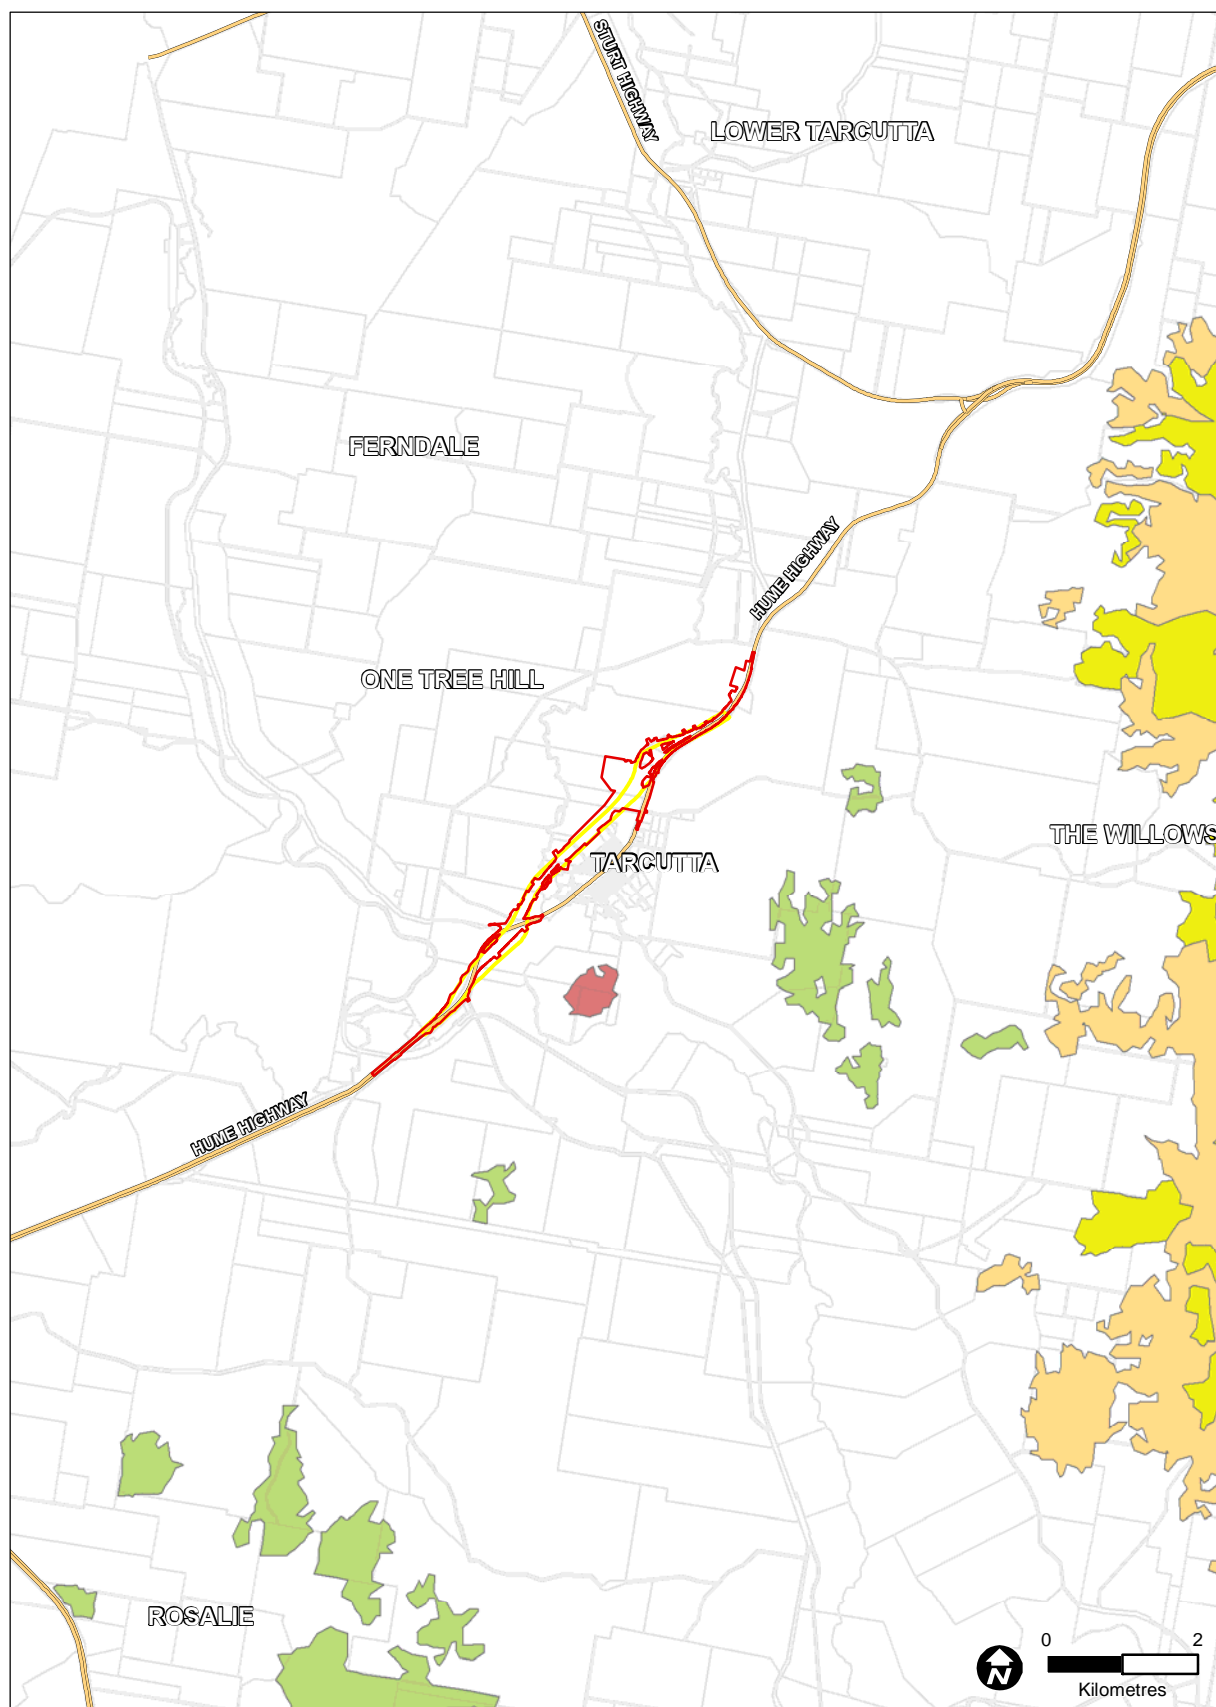 STURT HIGHWAY
LOWER TARCUTTA
FERNDALE
HUME HIGHWAY
ONE TREE HILL
THE WILLOWS
TARCUTTA
HUME HIGHWAY
ROSALIE
N
0 2
Kilometres